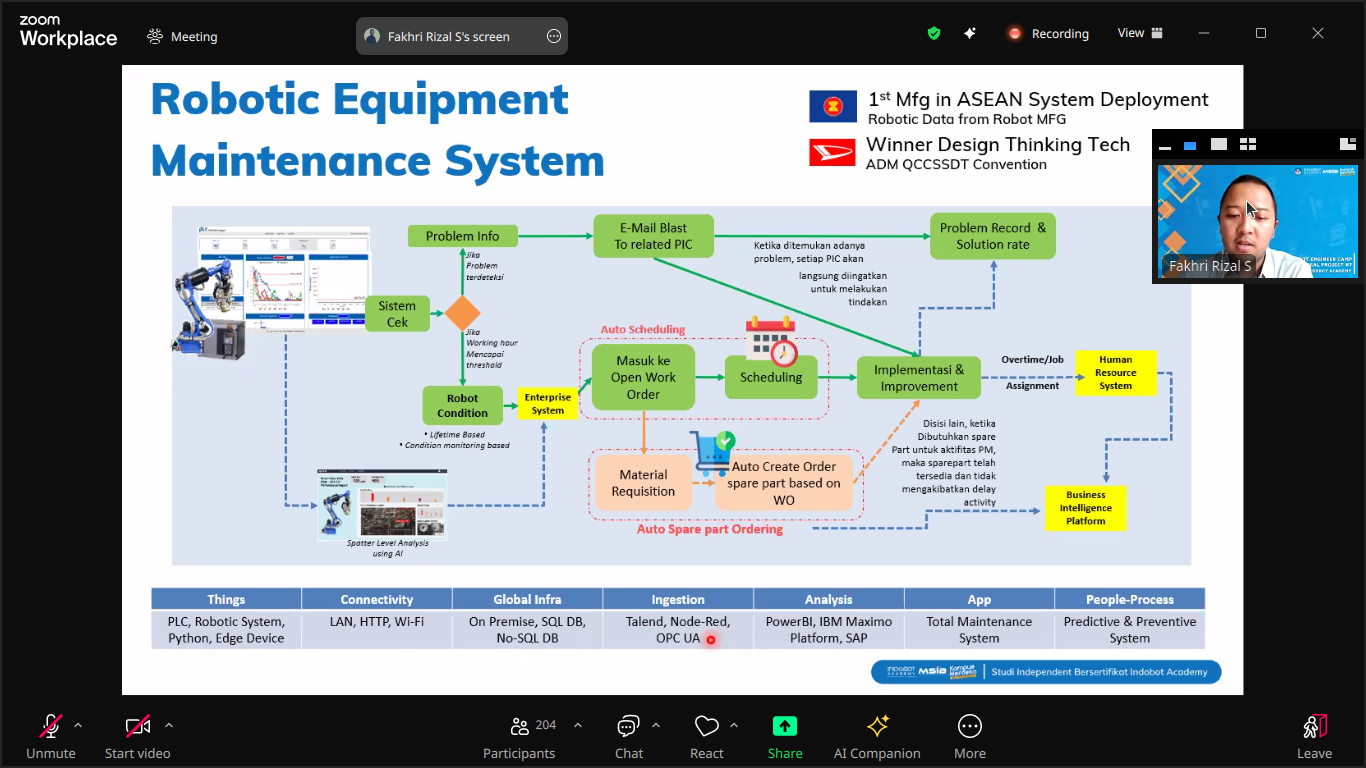 zoom
Workplace
Meeting
Fakhri Rizal S's screen
Recording
View
Robotic Equipment
Maintenance System
1st Mfg in ASEAN System Deployment
Robotic Data from Robot MFG
Winner Design Thinking Tech
ADM QCCSSDT Convention
Fakhri Rizal S
Problem Info
E-Mail Blast
To related PIC
Problem Record &
Solution rate
Ketika ditemukan adanya
problem, setiap PIC akan
langsung diingatkan
untuk melakukan
tindakan
Jika
Problem
terdeteksi
Sistem
Cek
Jika
Working hour
Mencapai
threshold
Auto Scheduling
Masuk ke
Open Work
Order
Scheduling
Implementasi &
Improvement
Overtime/Job
Assignment
Human
Resource
System
Robot
Condition
Enterprise
System
• Lifetime Based
• Condition monitoring based
Disisi lain, ketika
Dibutuhkan spare
Part untuk aktifitas PM,
maka sparepart telah
tersedia dan tidak
mengakibatkan delay
activity
Material
Requisition
Auto Create Order
spare part based on
WO
Auto Spare part Ordering
Business
Intelligence
Platform
Spatter Level Analysis
using AI
Things
Connectivity
Global Infra
Ingestion
Analysis
App
People-Process
PLC, Robotic System,
Python, Edge Device
LAN, HTTP, Wi-Fi
On Premise, SQL DB,
No-SQL DB
Talend, Node-Red,
OPC UA
PowerBI, IBM Maximo
Platform, SAP
Total Maintenance
System
Predictive & Preventive
System
INDOBOT
ACADEMY
MSIB
Kampus
Merdeka
Studi Independent Bersertifikat Indobot Academy
Unmute
Start video
204
Participants
Chat
React
Share
AI Companion
More
Leave